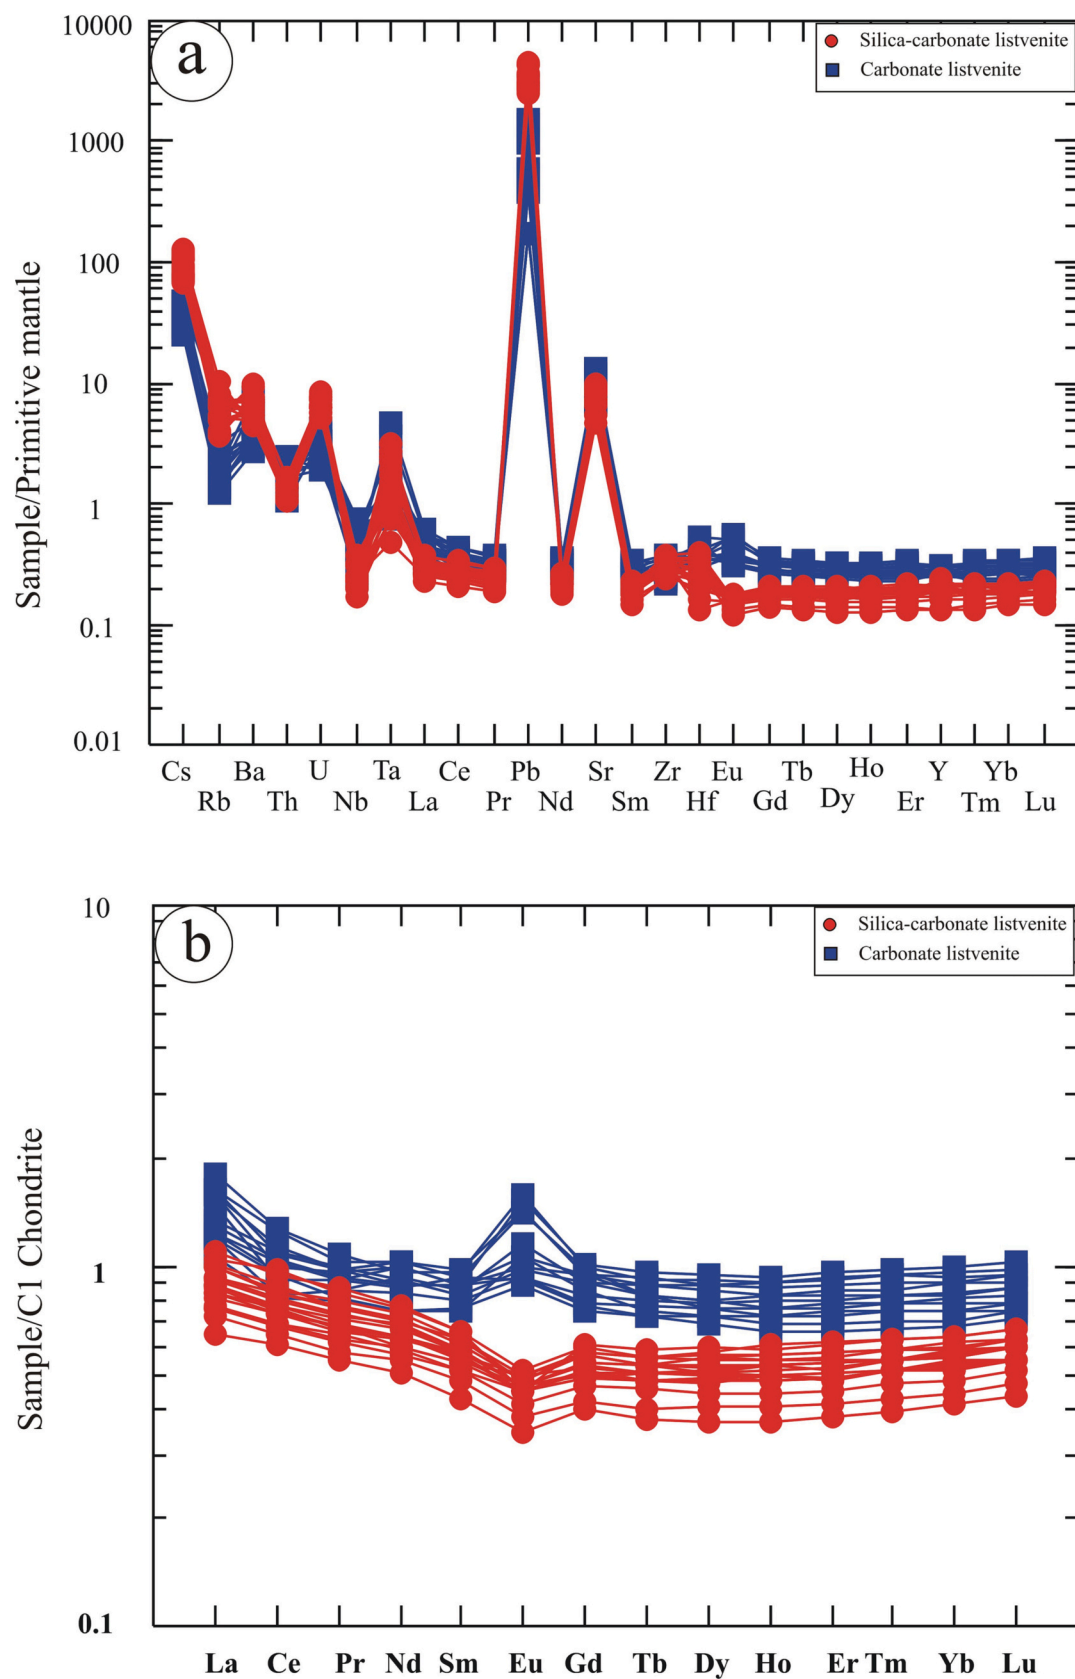 10000
a
Silica-carbonate listvenite
Carbonate listvenite
1000
100
10
1
0.1
0.01
Sample/Primitive mantle
Cs Ba U Ta Ce Pb Sr Zr Eu Tb Ho Y Yb
Rb Th Nb La Pr Nd Sm Hf Gd Dy Er Tm Lu
10
b
Silica-carbonate listvenite
Carbonate listvenite
1
0.1
Sample/C1 Chondrite
La Ce Pr Nd Sm Eu Gd Tb Dy Ho Er Tm Yb Lu